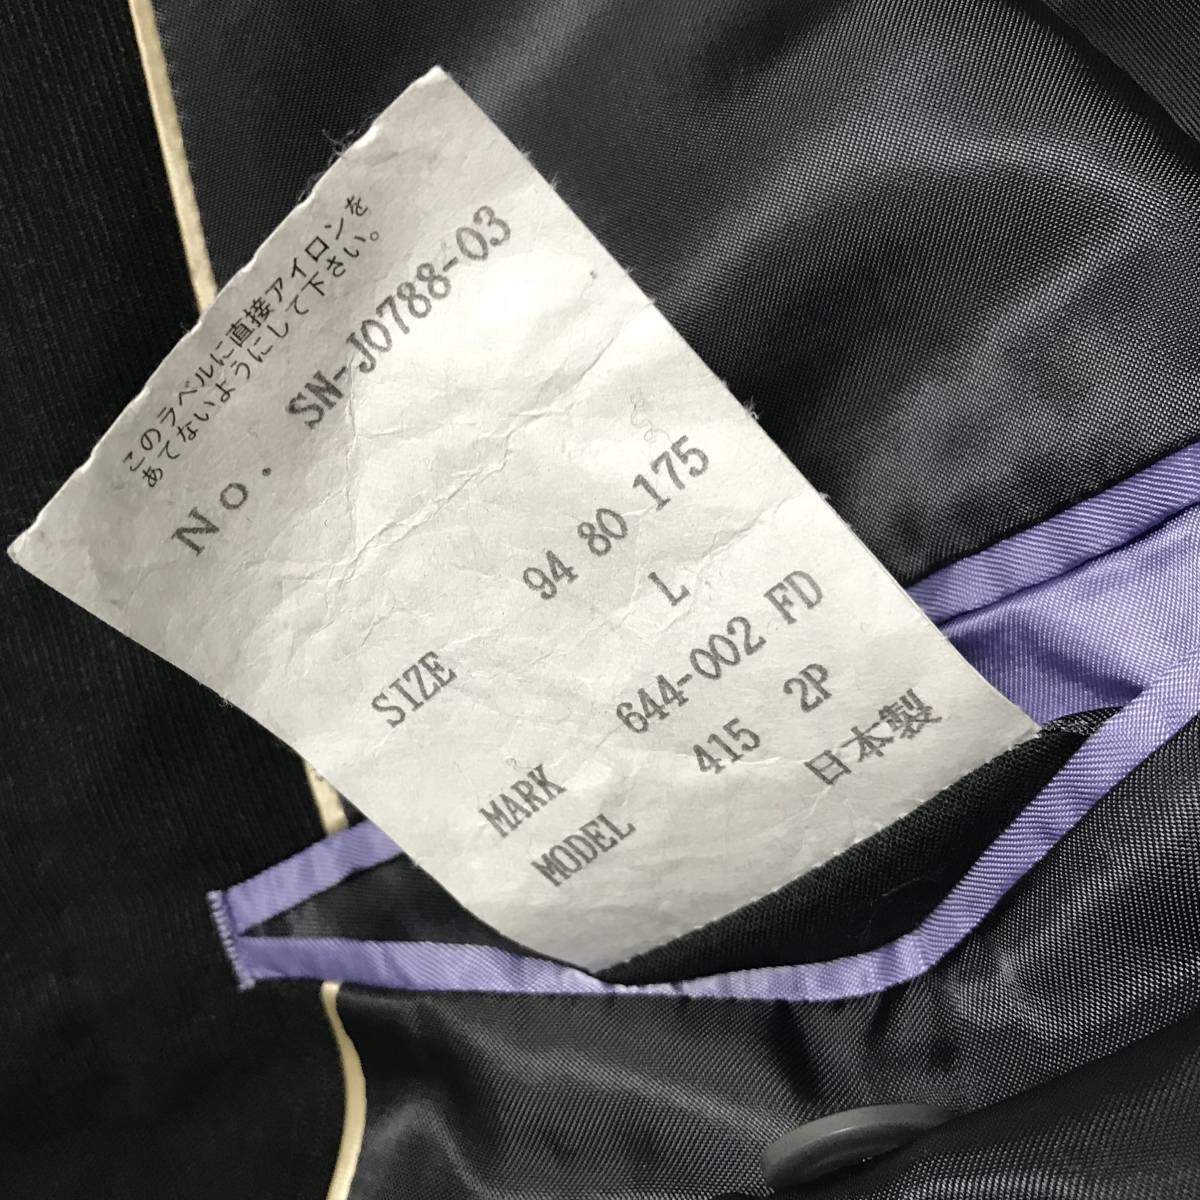 このラベルに直接アイロンを
あてないようにして下さい。
No. SN-J0788-03
SIZE 94 80 175
L
MARK 644-002 FD
MODEL 415 2P
日本製